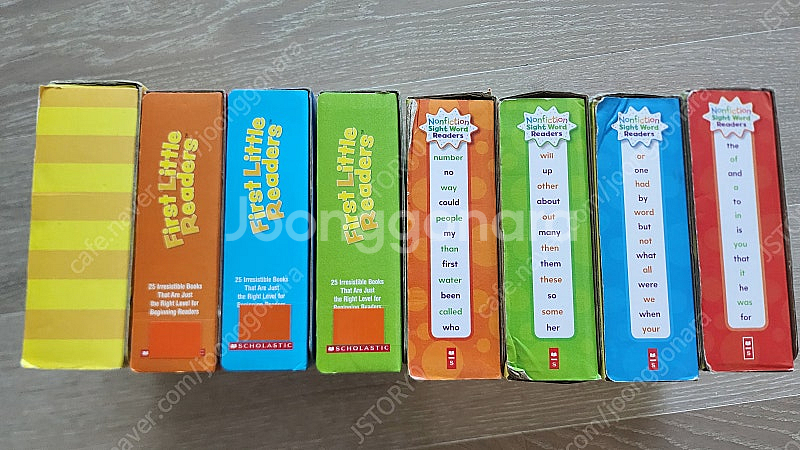 First Little
Readers
25 Irresistible Books
That Are Just
the Right Level for
Beginning Readers
First Little
Readers
25 Irresistible Books
That Are Just
the Right Level for
Beginning Readers
SCHOLASTIC
First Little
Readers
25 Irresistible Books
That Are Just
the Right Level for
Beginning Readers
SCHOLASTIC
Nonfiction
Sight Word
Readers
number
no
way
could
people
my
than
first
water
been
called
who
Nonfiction
Sight Word
Readers
will
up
other
about
out
many
then
them
these
so
some
her
Nonfiction
Sight Word
Readers
or
one
had
by
word
but
not
what
all
were
we
when
your
Nonfiction
Sight Word
Readers
the
of
and
a
to
in
is
you
that
it
he
was
for
Joonggonara
cafe.naver.com/joonggonara
JSTORY